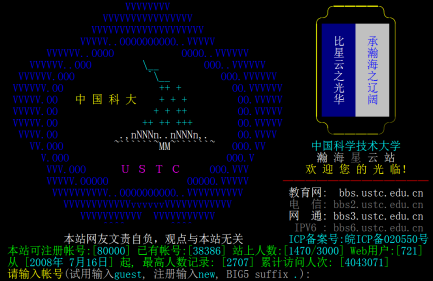 承瀚海之辽阔
比星云之光华
中国科大
U S T C
中国科学技术大学
瀚海星云站
欢迎您的光临!
教育网: bbs.ustc.edu.cn
电 信: bbs2.ustc.edu.cn
网 通: bbs3.ustc.edu.cn
IPV6 : bbs6.ustc.edu.cn
本站网友文责自负，观点与本站无关
ICP备案号:皖ICP备020550号
本站可注册帐号:[80000] 已有帐号:[38386] 站上人数:[1470/3000] Web用户:[721]
从 [2008年 7月16日] 起, 最高人数记录: [2707] 累计访问人次: [4043071]
请输入帐号(试用输入guest, 注册输入new, BIG5 suffix .):